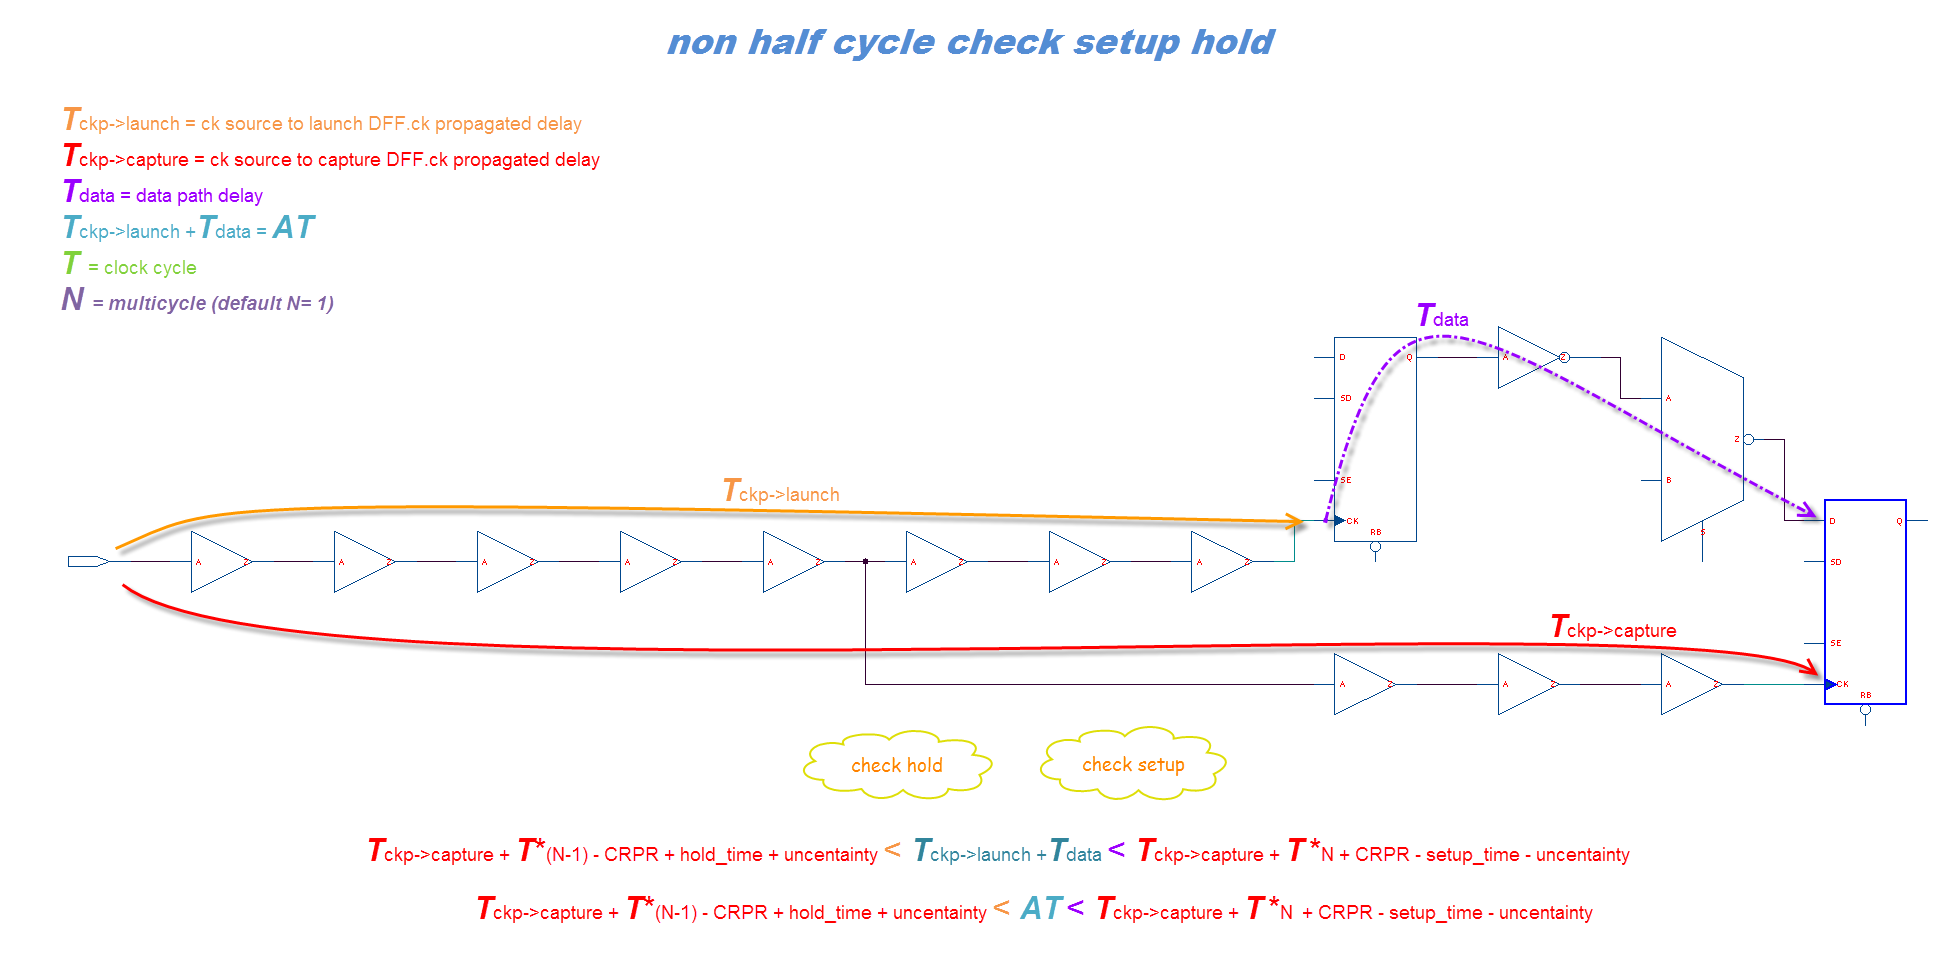 non half cycle check setup hold
Tckp->launch = ck source to launch DFF.ck propagated delay
Tckp->capture = ck source to capture DFF.ck propagated delay
Tdata = data path delay
Tckp->launch + Tdata = AT
T = clock cycle
N = multicycle (default N= 1)
Tdata
D Q A Z
SD A
Z
Tckp->launch SE B
CK D Q
RB S
A Z A Z A Z A Z A Z A Z A Z A Z SD
Tckp->capture
SE
A Z A Z A Z CK
RB
check hold check setup
Tckp->capture + T*(N-1) - CRPR + hold_time + uncentainty < Tckp->launch + Tdata < Tckp->capture + T *N + CRPR - setup_time - uncentainty
Tckp->capture + T*(N-1) - CRPR + hold_time + uncentainty < AT < Tckp->capture + T *N + CRPR - setup_time - uncentainty